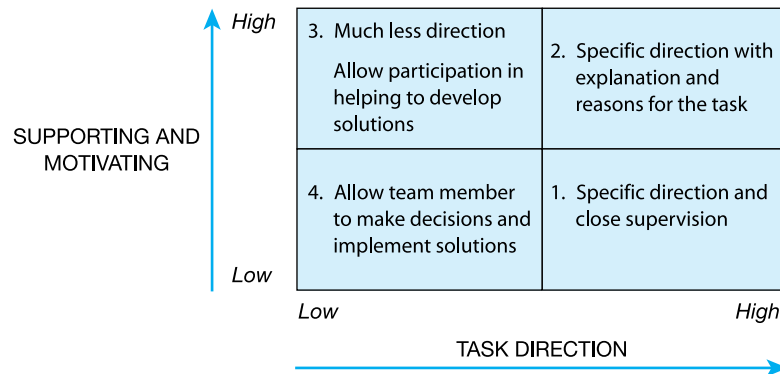 High
3. Much less direction
Allow participation in
helping to develop
solutions
2. Specific direction with
explanation and
reasons for the task
SUPPORTING AND
MOTIVATING
4. Allow team member
to make decisions and
implement solutions
1. Specific direction and
close supervision
Low
Low
High
TASK DIRECTION